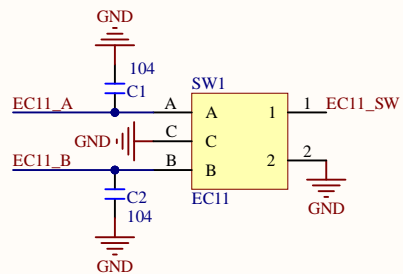 GND
104
C1
SW1
EC11_A
A
A
1
1
EC11_SW
GND
C
C
EC11_B
B
B
2
2
C2
104
EC11
GND
GND